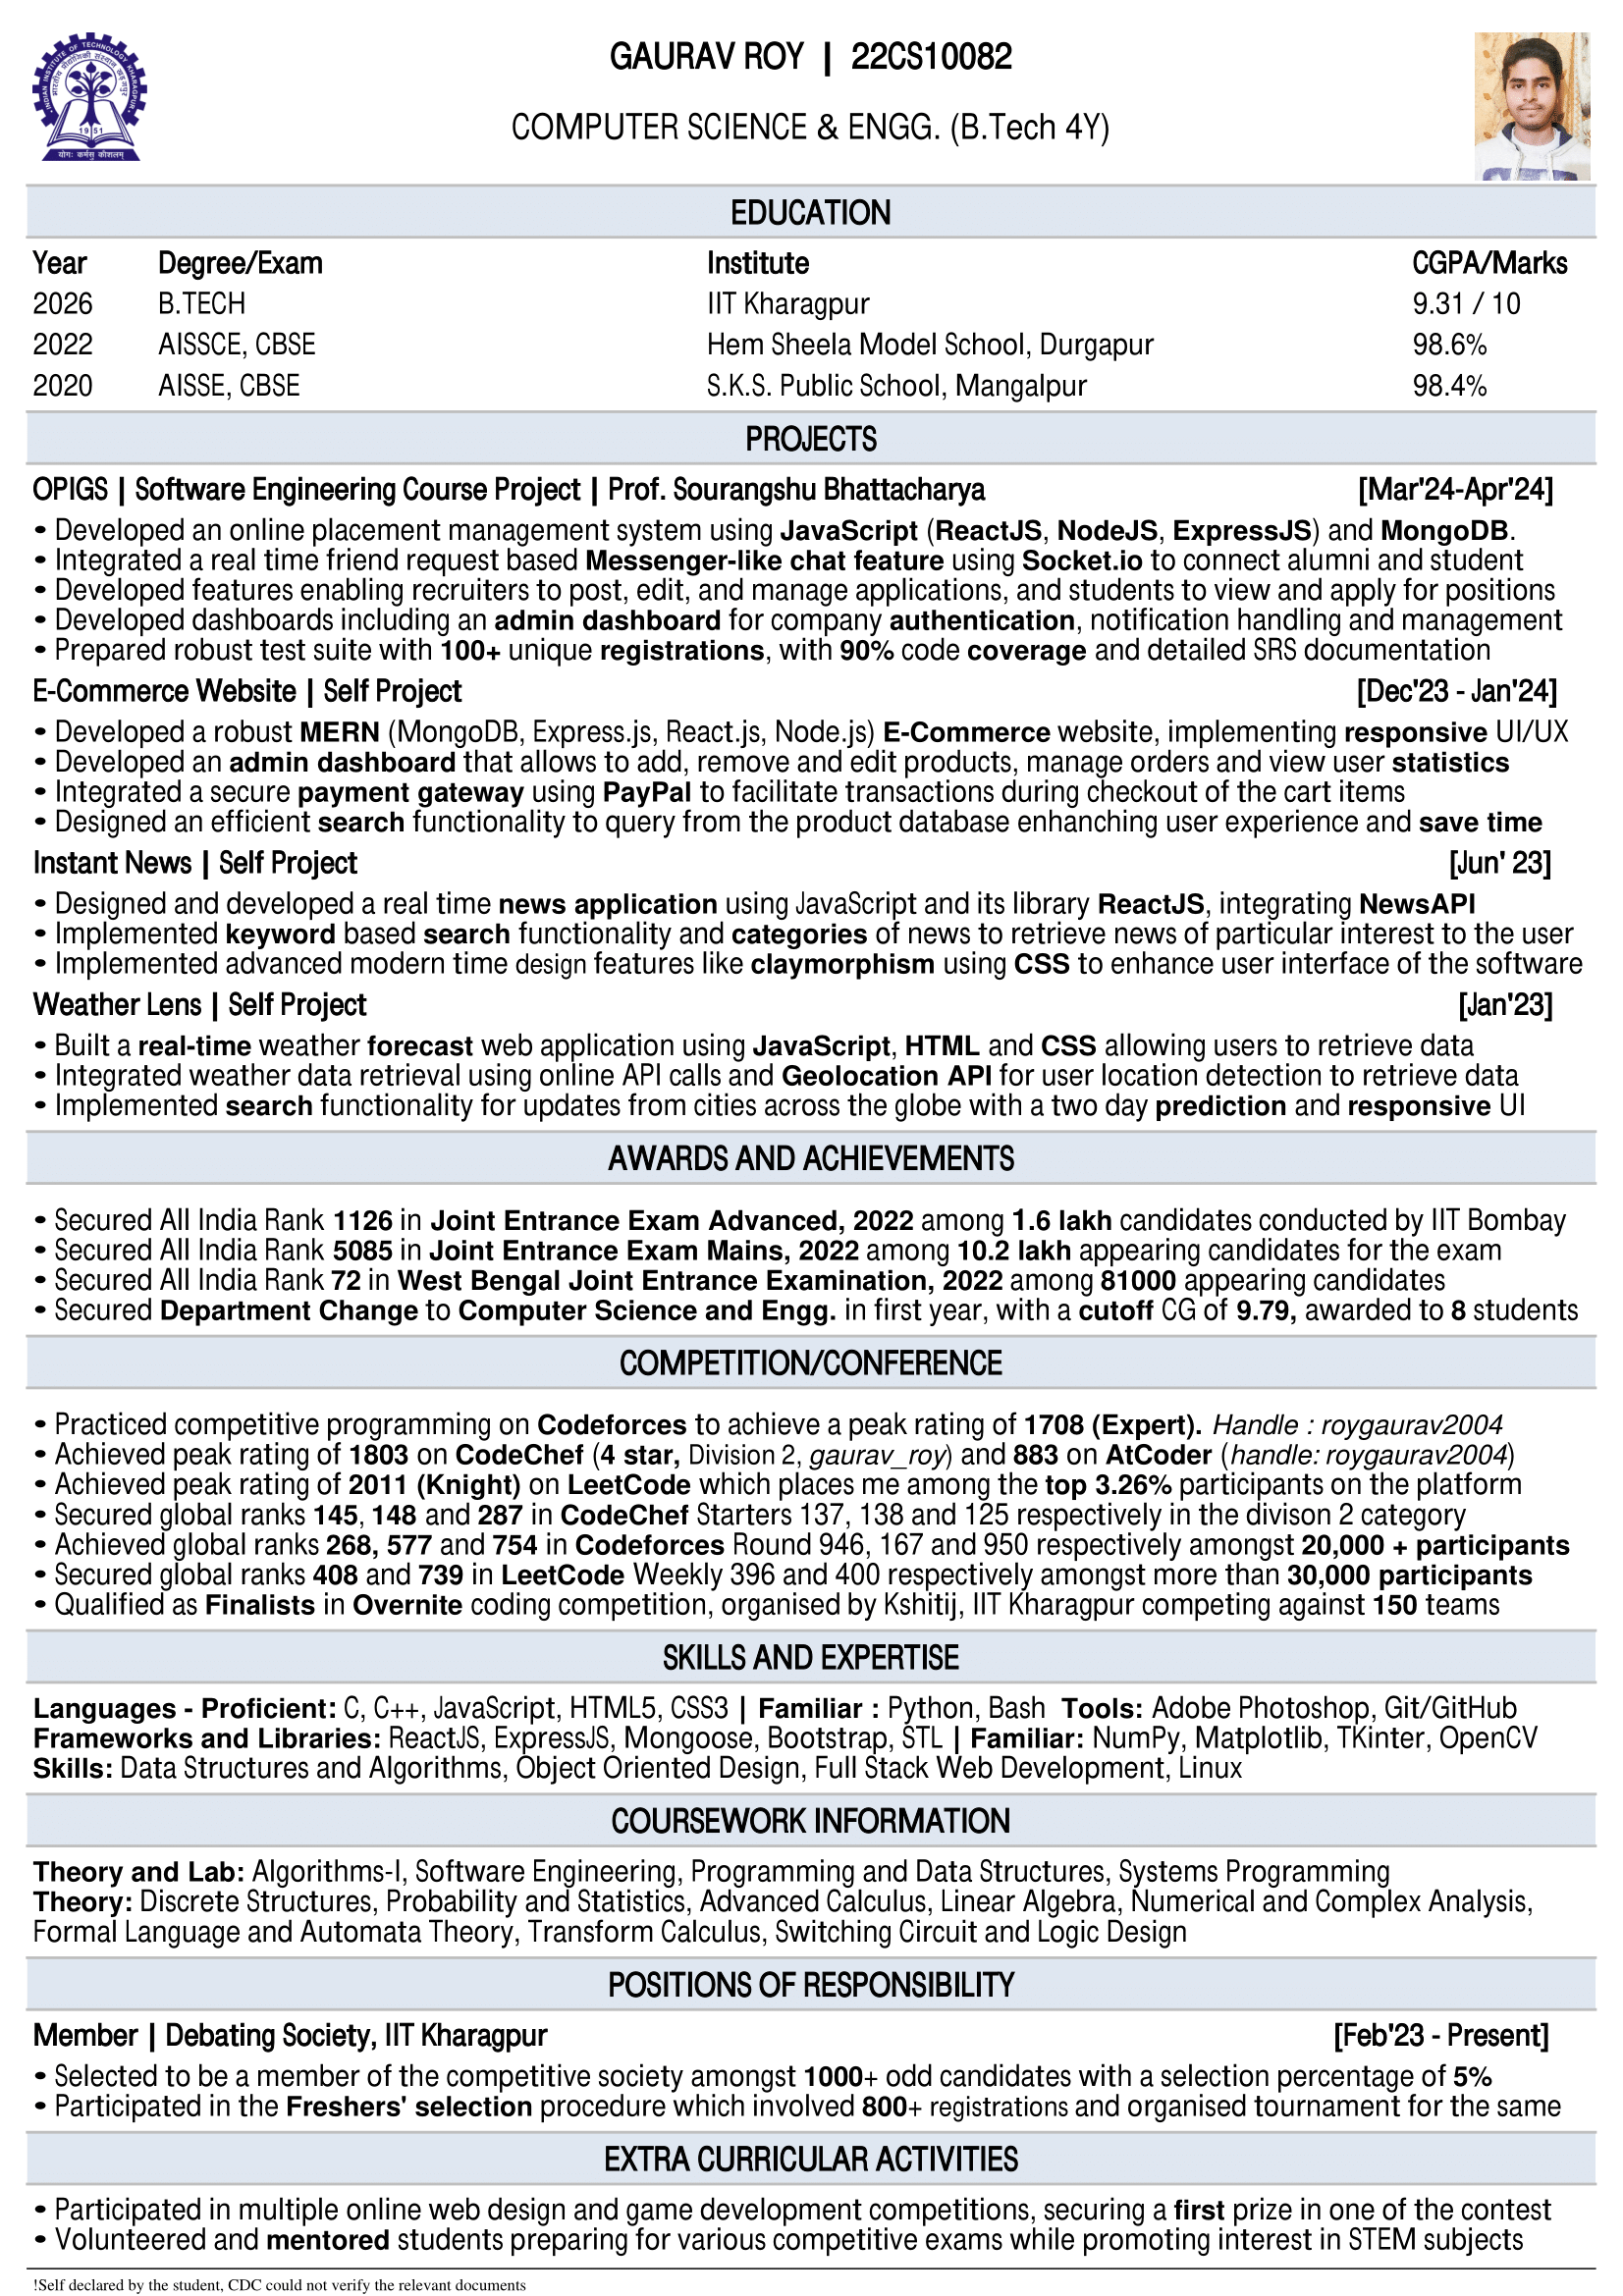 INDIAN INSTITUTE OF TECHNOLOGY KHARAGPUR
भारतीय प्रौद्योगिकी संस्थान खड़गपुर
1951
योगः कर्मसु कौशलम्
GAURAV ROY | 22CS10082
COMPUTER SCIENCE & ENGG. (B.Tech 4Y)
EDUCATION
Year Degree/Exam Institute CGPA/Marks
2026 B.TECH IIT Kharagpur 9.31 / 10
2022 AISSCE, CBSE Hem Sheela Model School, Durgapur 98.6%
2020 AISSE, CBSE S.K.S. Public School, Mangalpur 98.4%
PROJECTS
OPIGS | Software Engineering Course Project | Prof. Sourangshu Bhattacharya [Mar'24-Apr'24]
• Developed an online placement management system using JavaScript (ReactJS, NodeJS, ExpressJS) and MongoDB.
• Integrated a real time friend request based Messenger-like chat feature using Socket.io to connect alumni and student
• Developed features enabling recruiters to post, edit, and manage applications, and students to view and apply for positions
• Developed dashboards including an admin dashboard for company authentication, notification handling and management
• Prepared robust test suite with 100+ unique registrations, with 90% code coverage and detailed SRS documentation
E-Commerce Website | Self Project [Dec'23 - Jan'24]
• Developed a robust MERN (MongoDB, Express.js, React.js, Node.js) E-Commerce website, implementing responsive UI/UX
• Developed an admin dashboard that allows to add, remove and edit products, manage orders and view user statistics
• Integrated a secure payment gateway using PayPal to facilitate transactions during checkout of the cart items
• Designed an efficient search functionality to query from the product database enhanching user experience and save time
Instant News | Self Project [Jun' 23]
• Designed and developed a real time news application using JavaScript and its library ReactJS, integrating NewsAPI
• Implemented keyword based search functionality and categories of news to retrieve news of particular interest to the user
• Implemented advanced modern time design features like claymorphism using CSS to enhance user interface of the software
Weather Lens | Self Project [Jan'23]
• Built a real-time weather forecast web application using JavaScript, HTML and CSS allowing users to retrieve data
• Integrated weather data retrieval using online API calls and Geolocation API for user location detection to retrieve data
• Implemented search functionality for updates from cities across the globe with a two day prediction and responsive UI
AWARDS AND ACHIEVEMENTS
• Secured All India Rank 1126 in Joint Entrance Exam Advanced, 2022 among 1.6 lakh candidates conducted by IIT Bombay
• Secured All India Rank 5085 in Joint Entrance Exam Mains, 2022 among 10.2 lakh appearing candidates for the exam
• Secured All India Rank 72 in West Bengal Joint Entrance Examination, 2022 among 81000 appearing candidates
• Secured Department Change to Computer Science and Engg. in first year, with a cutoff CG of 9.79, awarded to 8 students
COMPETITION/CONFERENCE
• Practiced competitive programming on Codeforces to achieve a peak rating of 1708 (Expert). Handle : roygaurav2004
• Achieved peak rating of 1803 on CodeChef (4 star, Division 2, gaurav_roy) and 883 on AtCoder (handle: roygaurav2004)
• Achieved peak rating of 2011 (Knight) on LeetCode which places me among the top 3.26% participants on the platform
• Secured global ranks 145, 148 and 287 in CodeChef Starters 137, 138 and 125 respectively in the divison 2 category
• Achieved global ranks 268, 577 and 754 in Codeforces Round 946, 167 and 950 respectively amongst 20,000 + participants
• Secured global ranks 408 and 739 in LeetCode Weekly 396 and 400 respectively amongst more than 30,000 participants
• Qualified as Finalists in Overnite coding competition, organised by Kshitij, IIT Kharagpur competing against 150 teams
SKILLS AND EXPERTISE
Languages - Proficient: C, C++, JavaScript, HTML5, CSS3 | Familiar : Python, Bash Tools: Adobe Photoshop, Git/GitHub
Frameworks and Libraries: ReactJS, ExpressJS, Mongoose, Bootstrap, STL | Familiar: NumPy, Matplotlib, TKinter, OpenCV
Skills: Data Structures and Algorithms, Object Oriented Design, Full Stack Web Development, Linux
COURSEWORK INFORMATION
Theory and Lab: Algorithms-I, Software Engineering, Programming and Data Structures, Systems Programming
Theory: Discrete Structures, Probability and Statistics, Advanced Calculus, Linear Algebra, Numerical and Complex Analysis,
Formal Language and Automata Theory, Transform Calculus, Switching Circuit and Logic Design
POSITIONS OF RESPONSIBILITY
Member | Debating Society, IIT Kharagpur [Feb'23 - Present]
• Selected to be a member of the competitive society amongst 1000+ odd candidates with a selection percentage of 5%
• Participated in the Freshers' selection procedure which involved 800+ registrations and organised tournament for the same
EXTRA CURRICULAR ACTIVITIES
• Participated in multiple online web design and game development competitions, securing a first prize in one of the contest
• Volunteered and mentored students preparing for various competitive exams while promoting interest in STEM subjects
!Self declared by the student, CDC could not verify the relevant documents